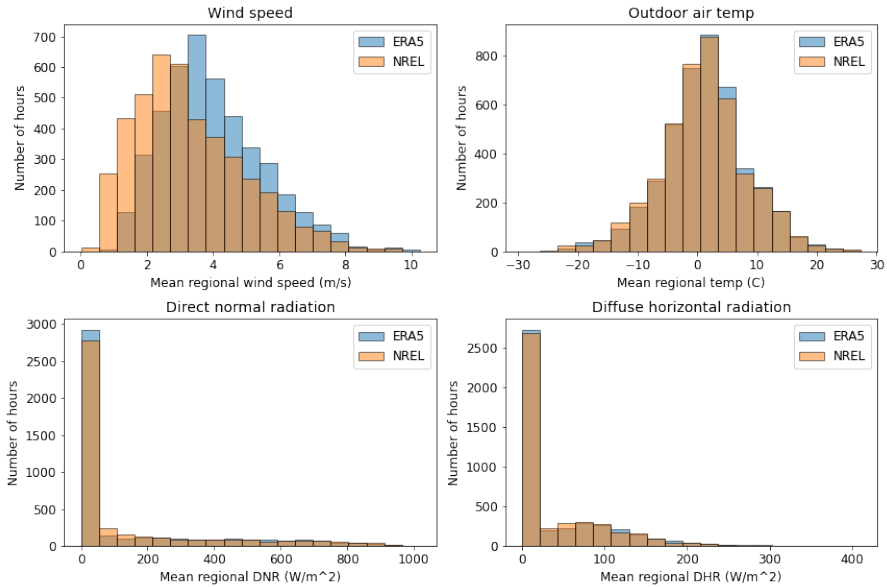 Wind speed
Number of hours
700
600
500
400
300
200
100
0
0 2 4 6 8 10
Mean regional wind speed (m/s)
ERA5
NREL
Outdoor air temp
Number of hours
800
600
400
200
0
−30 −20 −10 0 10 20 30
Mean regional temp (C)
ERA5
NREL
Direct normal radiation
Number of hours
3000
2500
2000
1500
1000
500
0
0 200 400 600 800 1000
Mean regional DNR (W/m^2)
ERA5
NREL
Diffuse horizontal radiation
Number of hours
2500
2000
1500
1000
500
0
0 100 200 300 400
Mean regional DHR (W/m^2)
ERA5
NREL